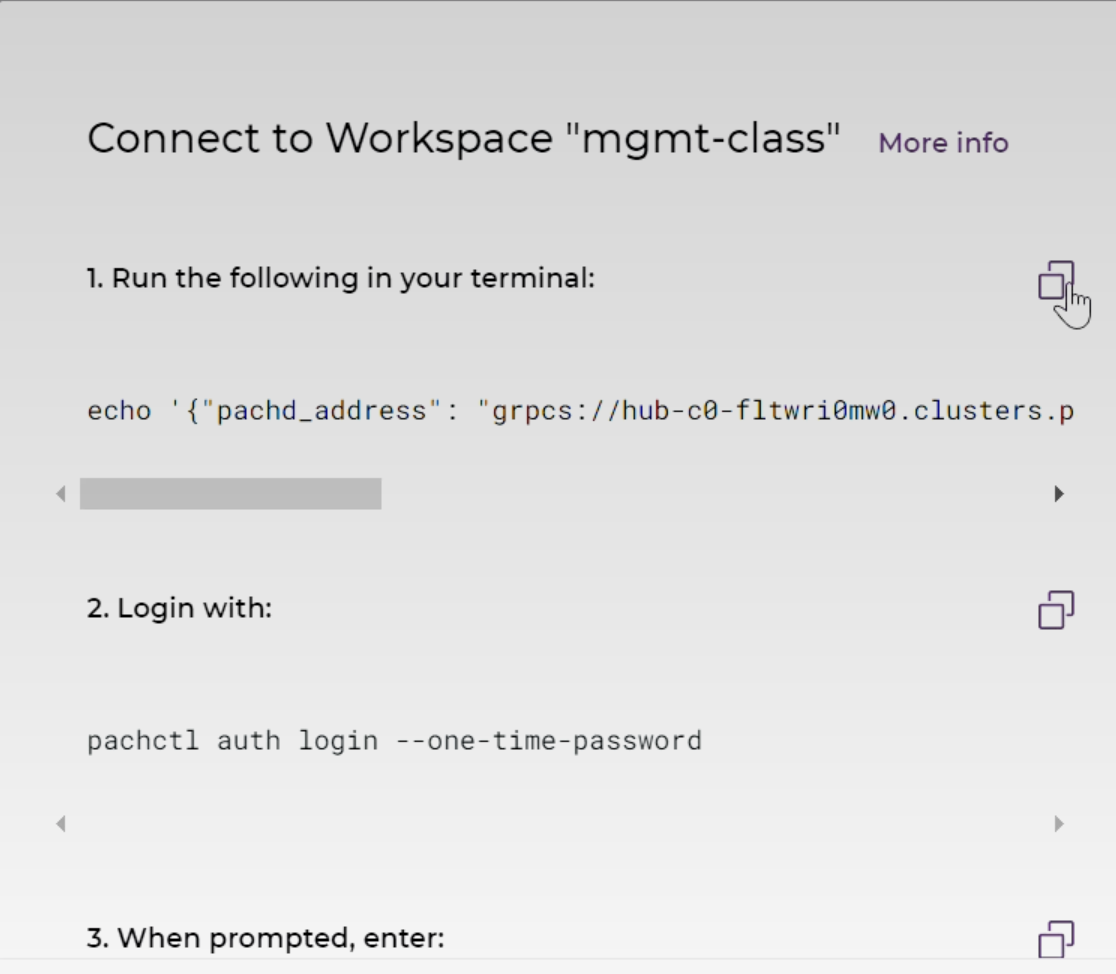 Connect to Workspace "mgmt-class" More info
1. Run the following in your terminal:
echo '{"pachd_address": "grpcs://hub-c0-fltwri0mw0.clusters.p
2. Login with:
pachctl auth login --one-time-password
3. When prompted, enter: